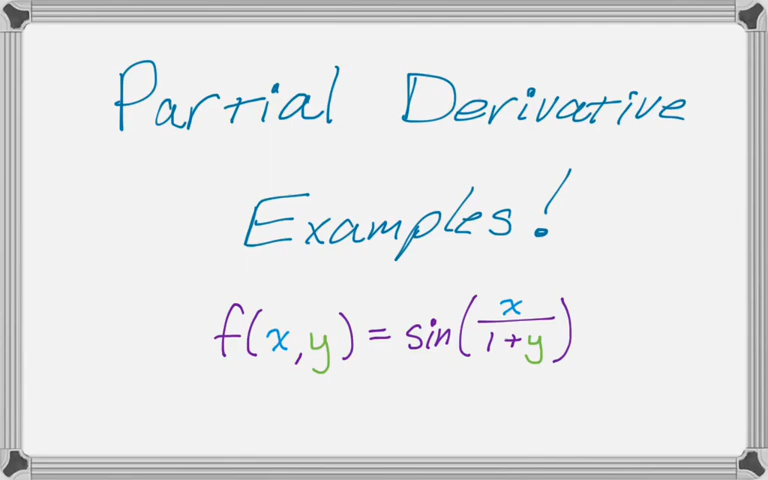 Partial Derivative
Examples!
f(x,y) = sin(x/(1+y))